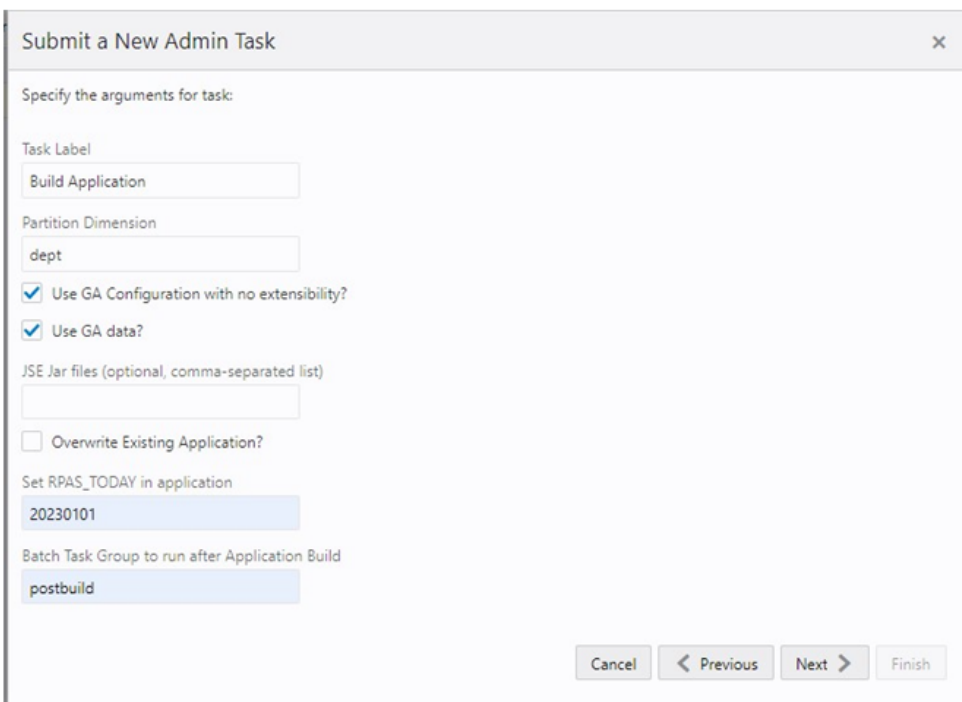 Submit a New Admin Task
Specify the arguments for task:
Task Label
Build Application
Partition Dimension
dept
Use GA Configuration with no extensibility?
Use GA data?
JSE Jar files (optional, comma-separated list)
Overwrite Existing Application?
Set RPAS_TODAY in application
20230101
Batch Task Group to run after Application Build
postbuild
Cancel Previous Next Finish